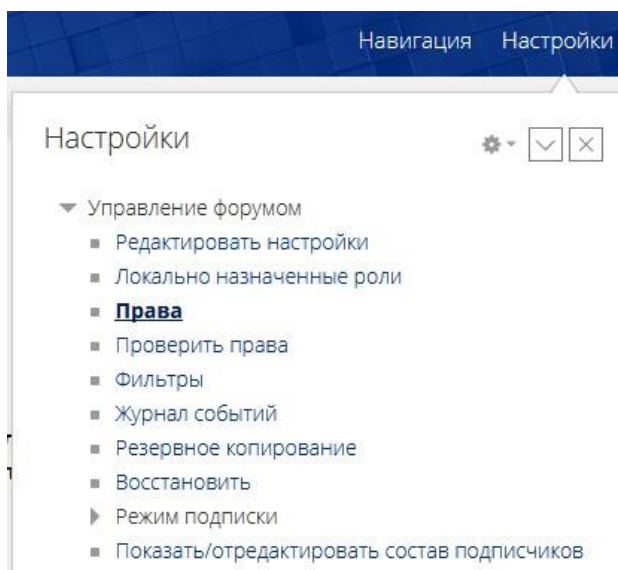 Навигация Настройки
Настройки
Управление форумом
Редактировать настройки
Локально назначенные роли
Права
Проверить права
Фильтры
Журнал событий
Резервное копирование
Восстановить
Режим подписки
Показать/отредактировать состав подписчиков